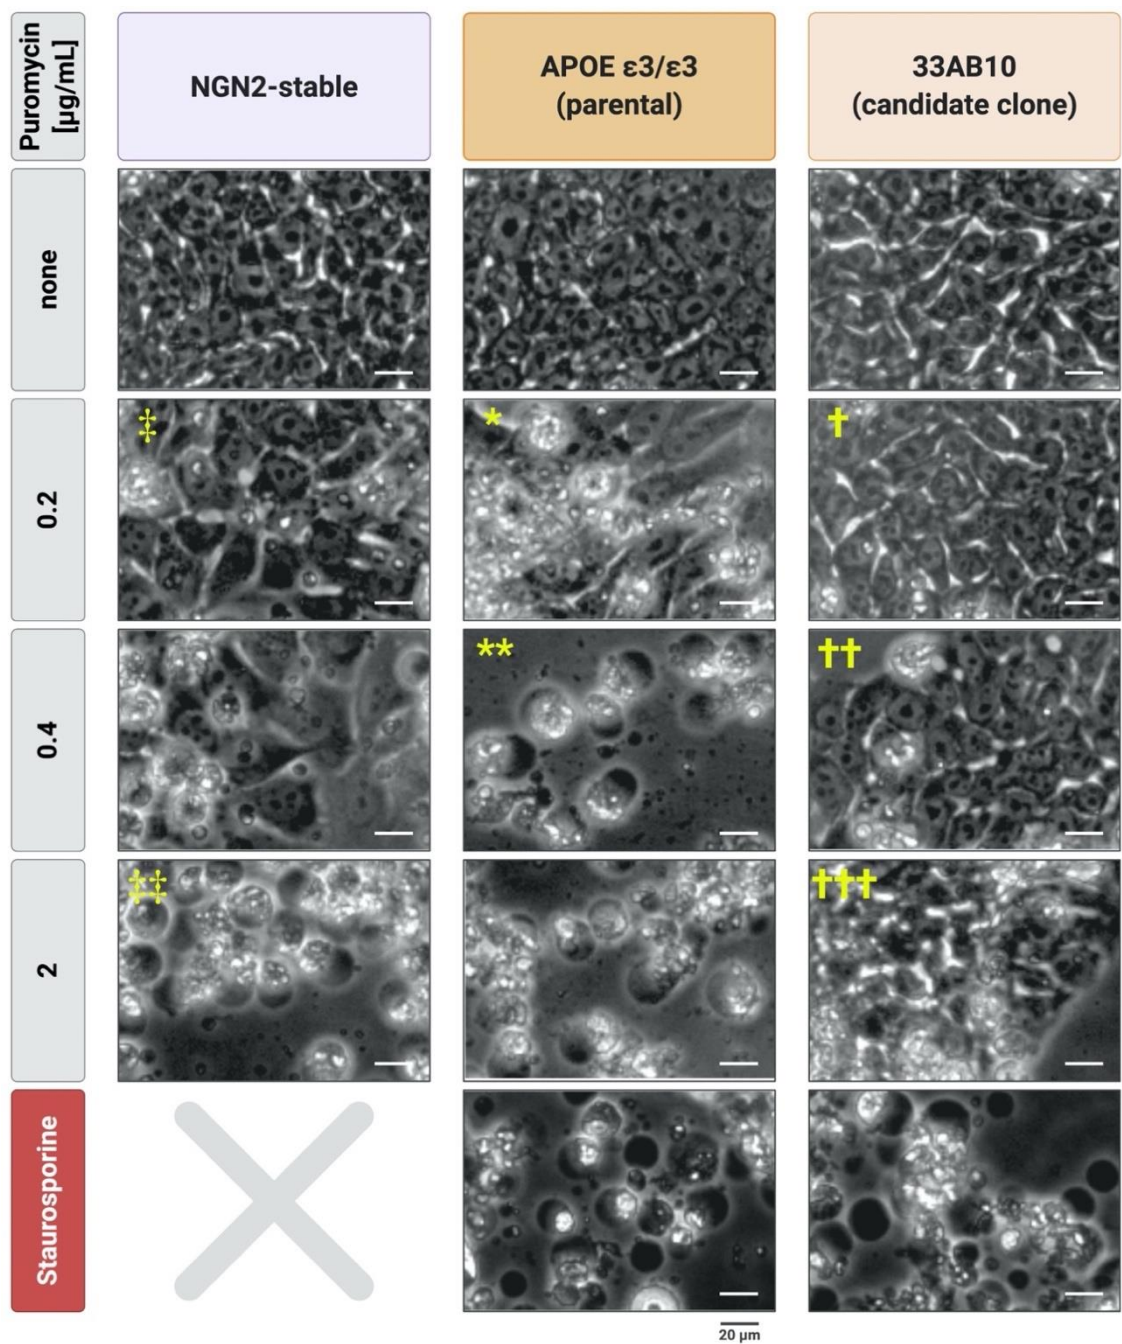 Puromycin
[µg/mL]
NGN2-stable
APOE ε3/ε3
(parental)
33AB10
(candidate clone)
none
0.2
‡
*
†
0.4
**
††
2
‡‡
†††
Staurosporine
20 µm